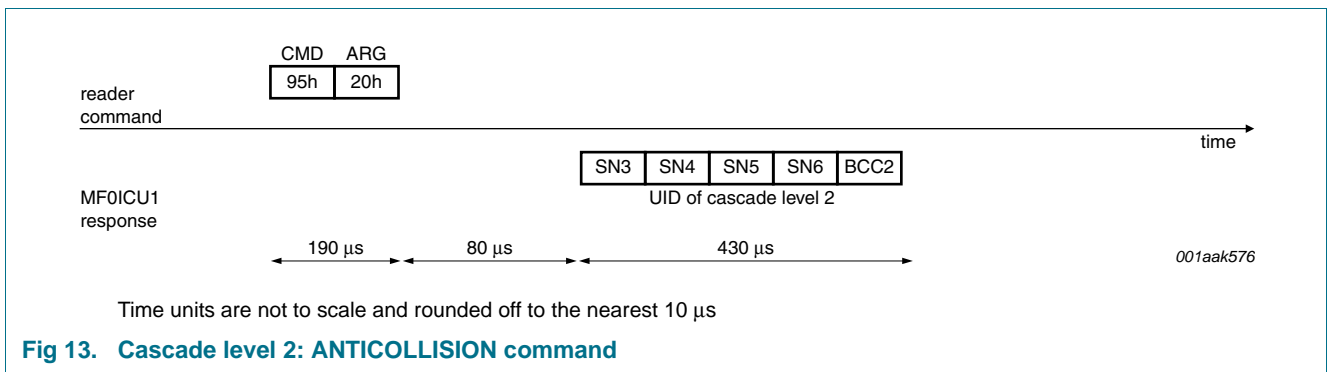 CMD ARG
95h 20h
reader
command
time
SN3 SN4 SN5 SN6 BCC2
MF0ICU1
response
UID of cascade level 2
190 μs 80 μs 430 μs
001aak576
Time units are not to scale and rounded off to the nearest 10 μs
Fig 13. Cascade level 2: ANTICOLLISION command